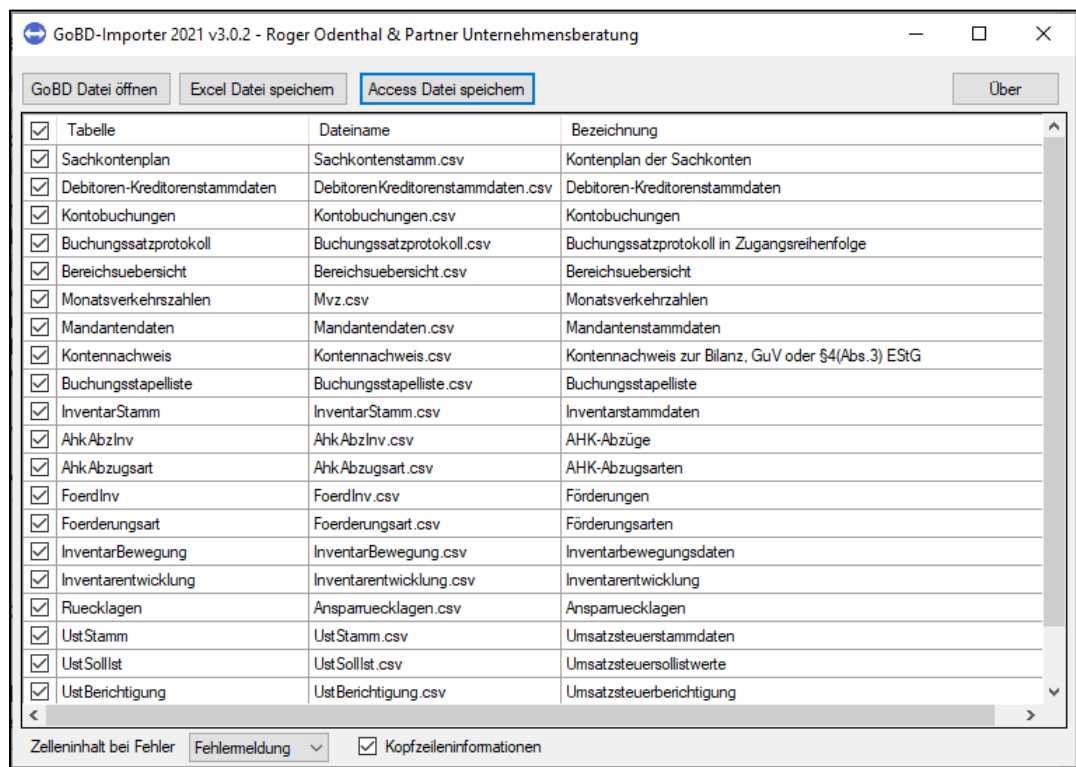 GoBD-Importer 2021 v3.0.2 - Roger Odenthal & Partner Unternehmensberatung
GoBD Datei öffnen Excel Datei speichern Access Datei speichern Über
Tabelle Dateiname Bezeichnung
Sachkontenplan Sachkontenstamm.csv Kontenplan der Sachkonten
Debitoren-Kreditorenstammdaten DebitorenKreditorenstammdaten.csv Debitoren-Kreditorenstammdaten
Kontobuchungen Kontobuchungen.csv Kontobuchungen
Buchungssatzprotokoll Buchungssatzprotokoll.csv Buchungssatzprotokoll in Zugangsreihenfolge
Bereichsuebersicht Bereichsuebersicht.csv Bereichsuebersicht
Monatsverkehrszahlen Mvz.csv Monatsverkehrzahlen
Mandantendaten Mandantendaten.csv Mandantenstammdaten
Kontennachweis Kontennachweis.csv Kontennachweis zur Bilanz, GuV oder §4(Abs.3) EStG
Buchungsstapelliste Buchungsstapelliste.csv Buchungsstapelliste
InventarStamm InventarStamm.csv Inventarstammdaten
AhkAbzInv AhkAbzInv.csv AHK-Abzüge
AhkAbzugsart AhkAbzugsart.csv AHK-Abzugsarten
FoerdInv FoerdInv.csv Förderungen
Foerderungsart Foerderungsart.csv Förderungsarten
InventarBewegung InventarBewegung.csv Inventarbewegungsdaten
Inventarentwicklung Inventarentwicklung.csv Inventarentwicklung
Ruecklagen Ansparruecklagen.csv Ansparruecklagen
UstStamm UstStamm.csv Umsatzsteuerstammdaten
UstSollIst UstSollIst.csv Umsatzsteuersollistwerte
UstBerichtigung UstBerichtigung.csv Umsatzsteuerberichtigung
Zelleninhalt bei Fehler Fehlermeldung Kopfzeileninformationen